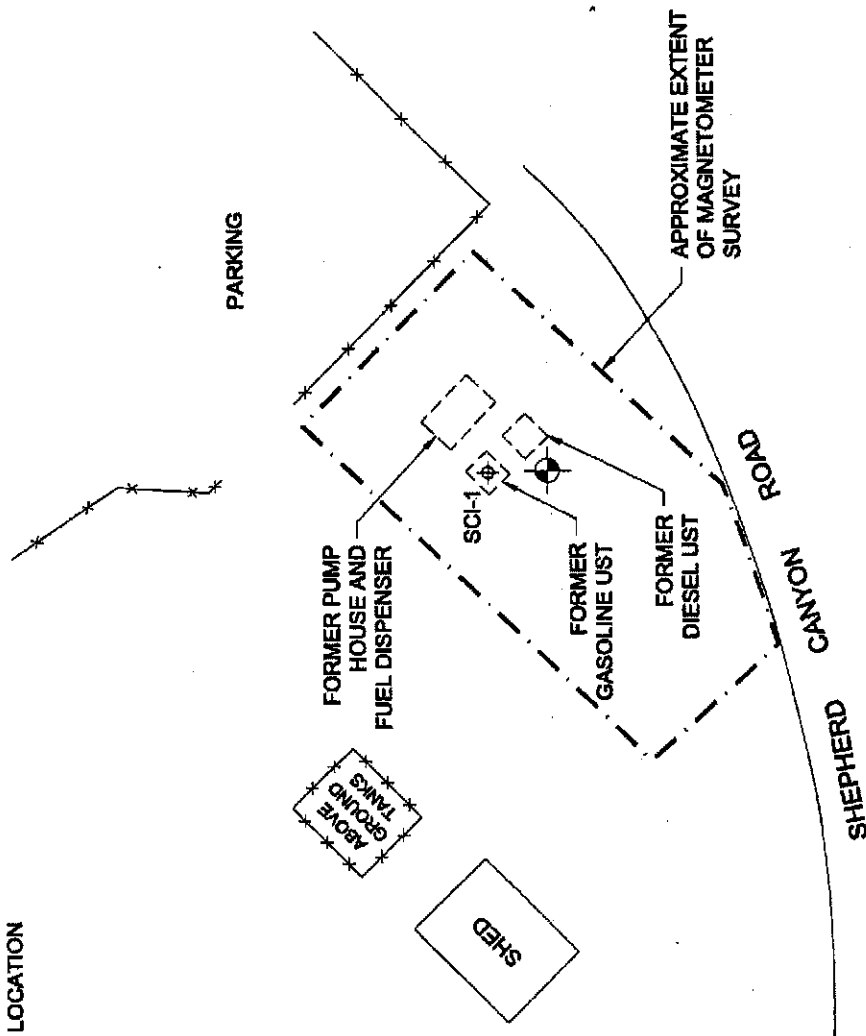 LOCATION
PARKING
APPROXIMATE EXTENT
OF MAGNETOMETER
SURVEY
FORMER PUMP
HOUSE AND
FUEL DISPENSER
SCI-1
FORMER
GASOLINE UST
FORMER
DIESEL UST
ABOVE
GROUND
TANKS
SHED
SHEPHERD CANYON ROAD